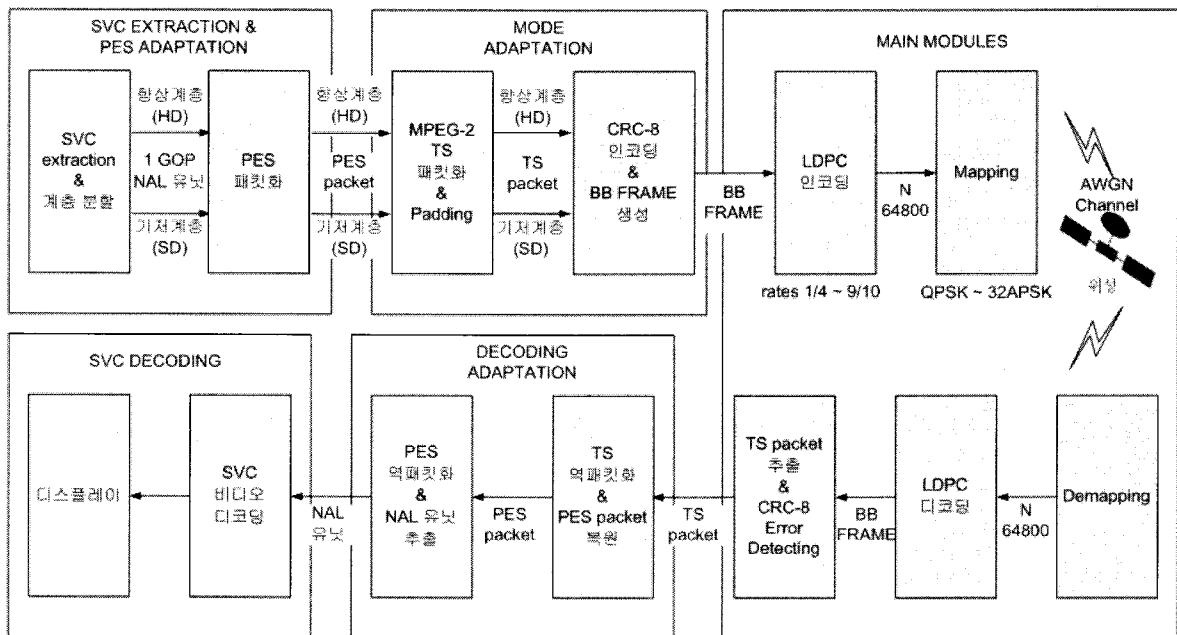 SVC EXTRACTION &
PES ADAPTATION
SVC
extraction
&
계층 분할
향상계층
(HD)
1 GOP
NAL 유닛
기저계층
(SD)
PES
패킷화
향상계층
(HD)
PES
packet
기저계층
(SD)
MODE
ADAPTATION
MPEG-2
TS
패킷화
&
Padding
향상계층
(HD)
TS
packet
기저계층
(SD)
CRC-8
인코딩
&
BB FRAME
생성
BB
FRAME
MAIN MODULES
LDPC
인코딩
rates 1/4 ~ 9/10
N
64800
Mapping
QPSK ~ 32APSK
AWGN
Channel
위성
SVC DECODING
디스플레이
SVC
비디오
디코딩
NAL
유닛
DECODING
ADAPTATION
PES
역패킷화
&
NAL 유닛
추출
PES
packet
TS
역패킷화
&
PES packet
복원
TS
packet
TS packet
추출
&
CRC-8
Error
Detecting
BB
FRAME
LDPC
디코딩
N
64800
Demapping